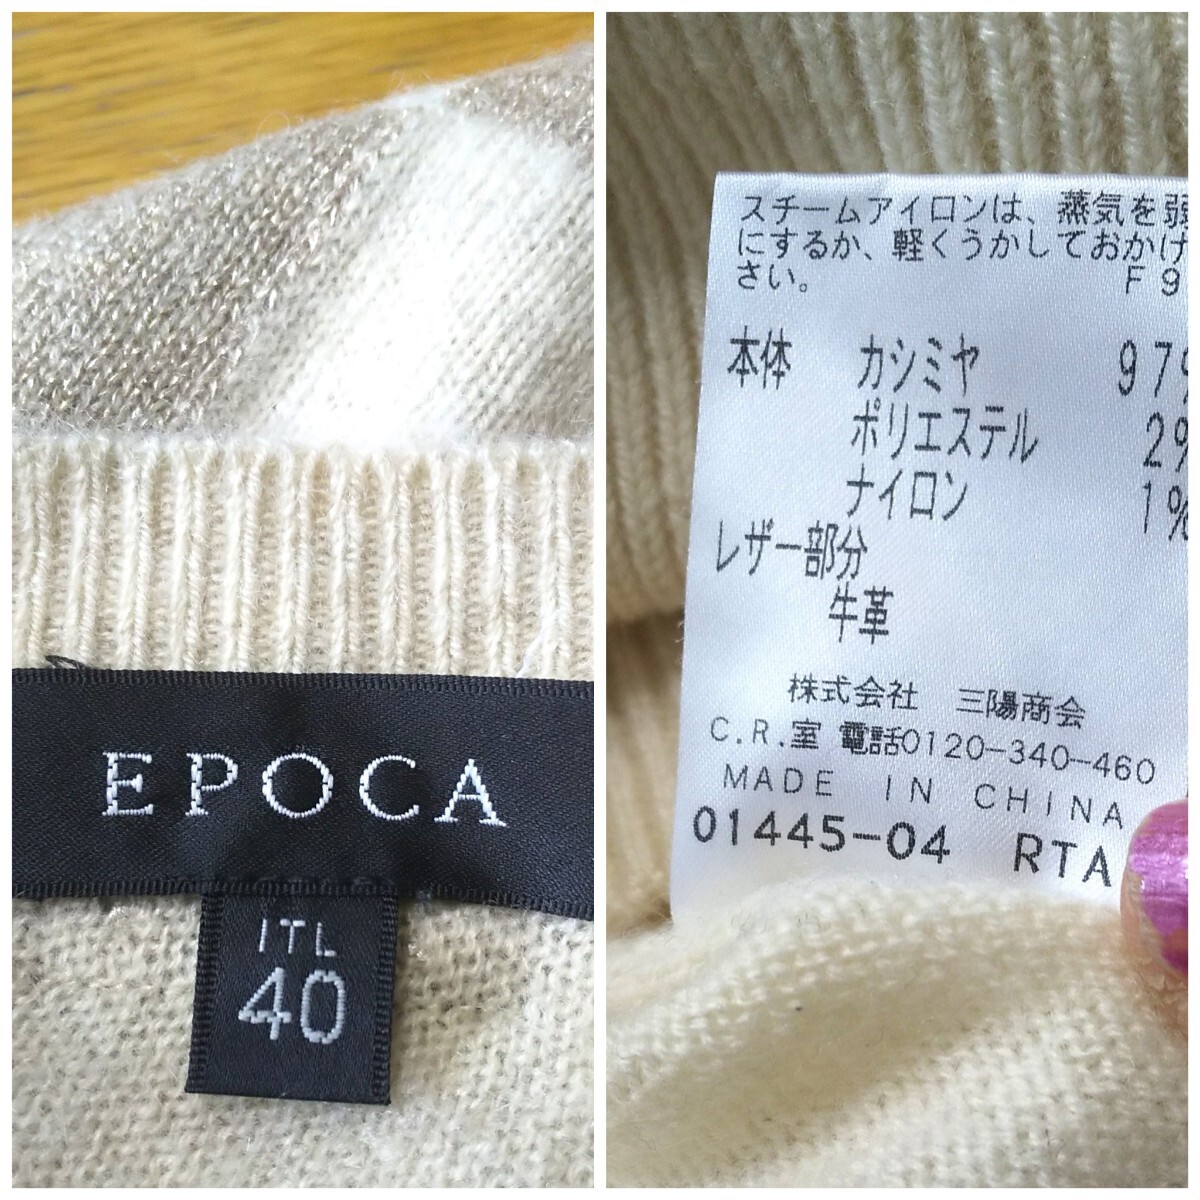 EPOCA
ITL
40
スチームアイロンは、蒸気を弱
にするか、軽くうかしておかけ
さい。
F9
本体 カシミヤ 97%
ポリエステル 2%
ナイロン 1%
レザー部分
牛革
株式会社 三陽商会
C.R.室 電話0120-340-460
MADE IN CHINA
01445-04 RTA